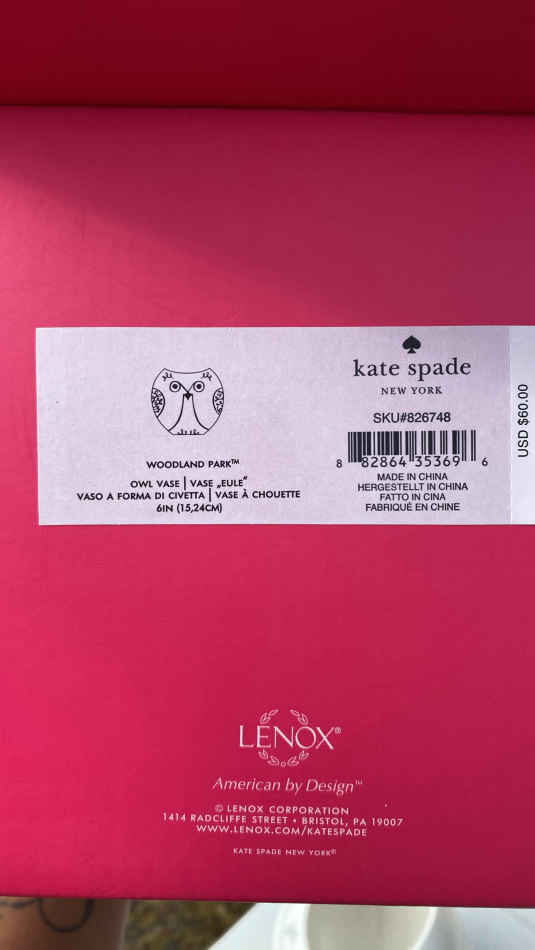 WOODLAND PARK™
OWL VASE | VASE „EULE”
VASO A FORMA DI CIVETTA | VASE À CHOUETTE
6IN (15,24CM)
kate spade
NEW YORK
SKU#826748
8 82864 35369 6
MADE IN CHINA
HERGESTELLT IN CHINA
FATTO IN CINA
FABRIQUÉ EN CHINE
USD $60.00
LENOX®
American by Design™
© LENOX CORPORATION
1414 RADCLIFFE STREET • BRISTOL, PA 19007
WWW.LENOX.COM/KATESPADE
KATE SPADE NEW YORK®